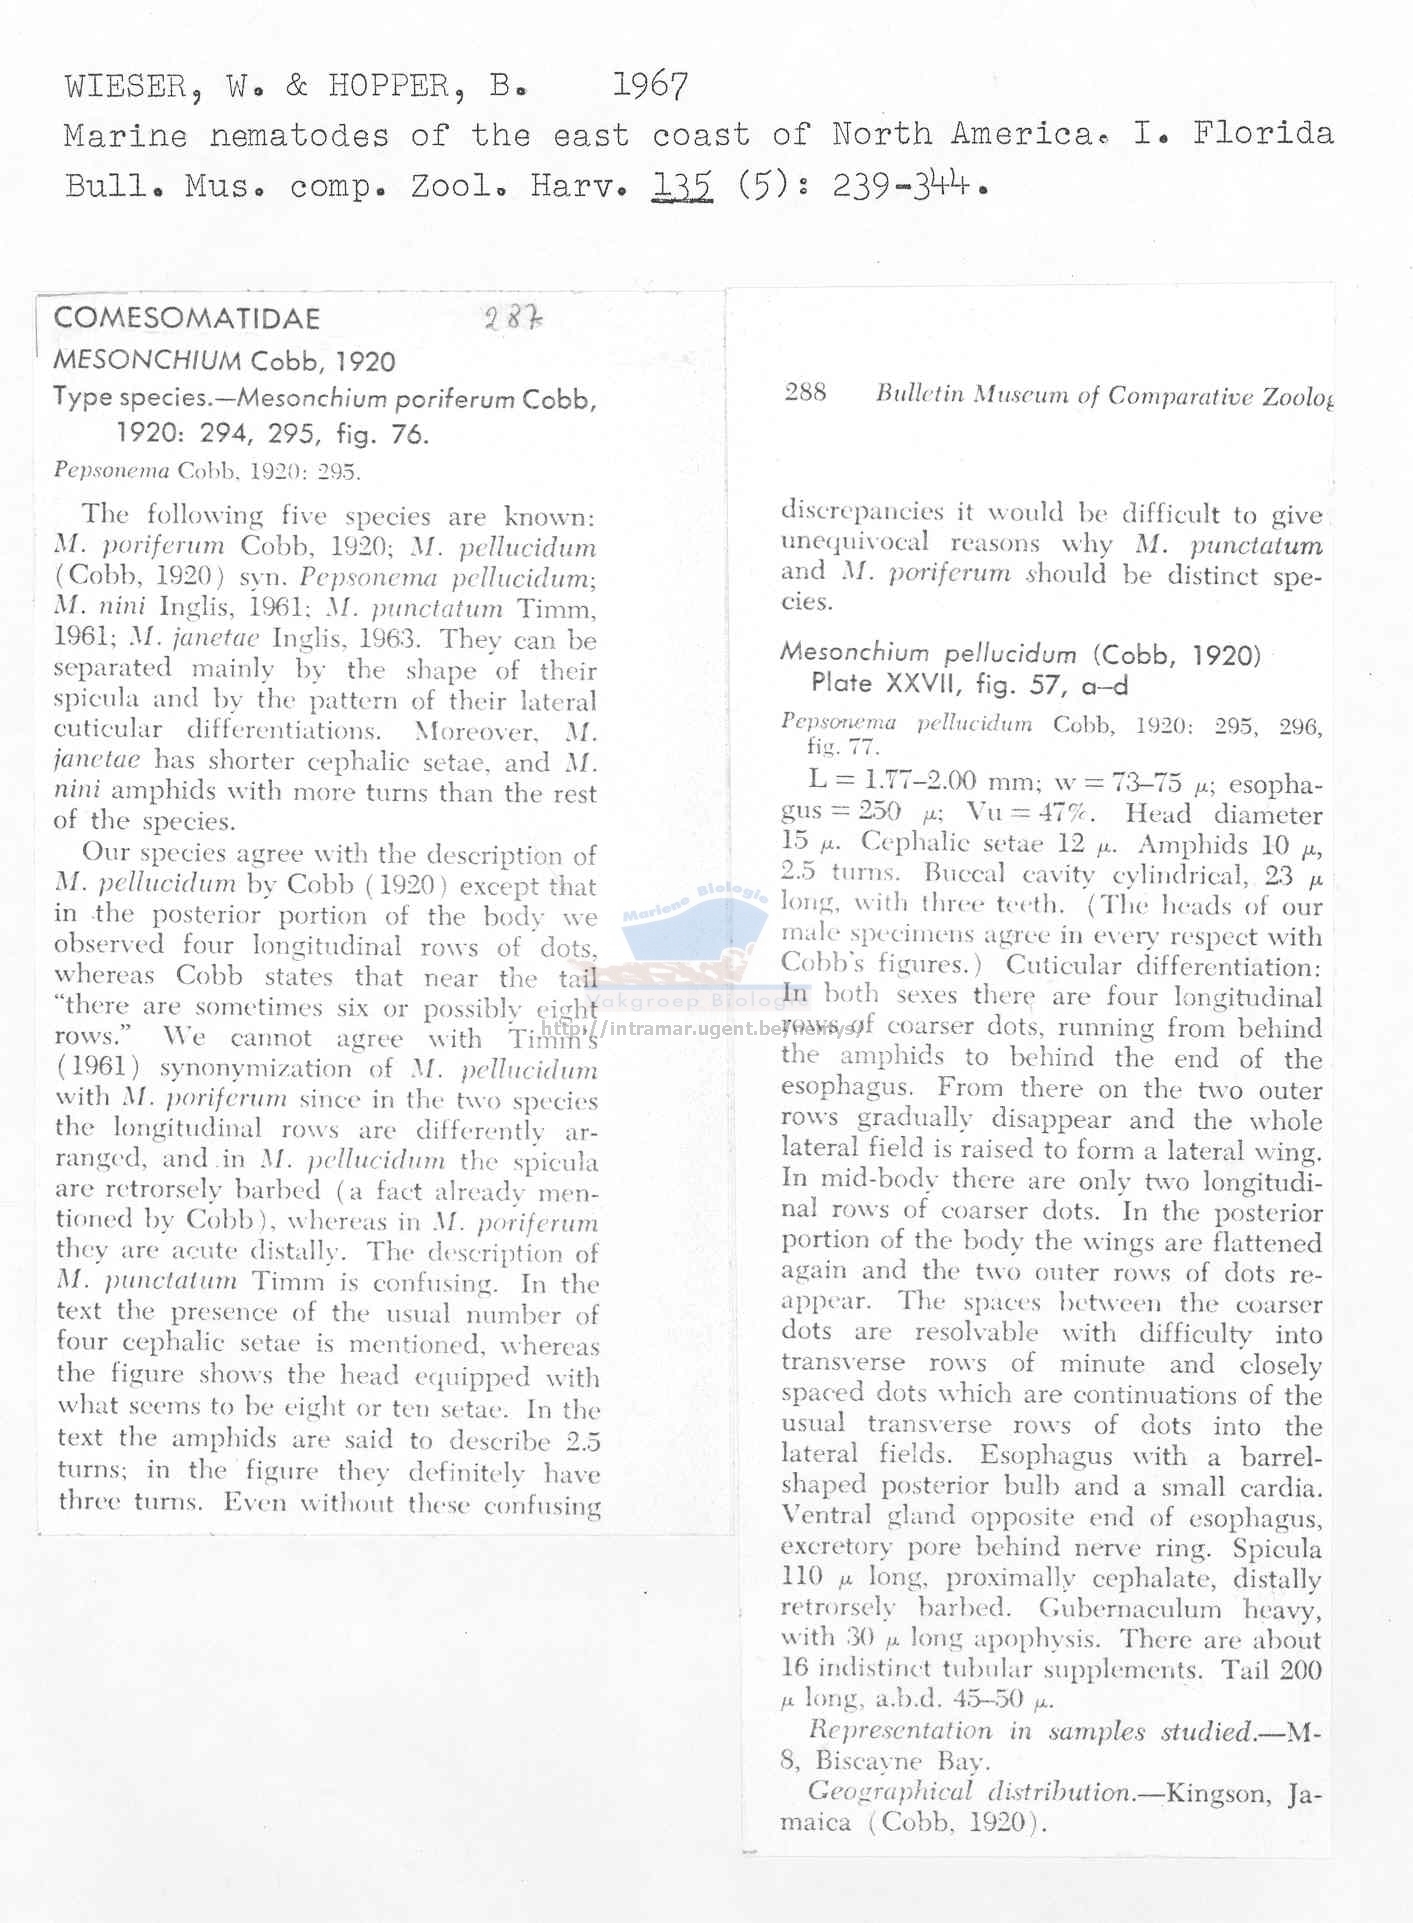 WIESER, W. & HOPPER, B. 1967
Marine nematodes of the east coast of North America. I. Florida
Bull. Mus. comp. Zool. Harv. 135 (5): 239-344.
COMESOMATIDAE 287
MESONCHIUM Cobb, 1920
Type species.—Mesonchium poriferum Cobb,
1920: 294, 295, fig. 76.
Pepsonema Cobb, 1920: 295.
The following five species are known:
M. poriferum Cobb, 1920; M. pellucidum
(Cobb, 1920) syn. Pepsonema pellucidum;
M. nini Inglis, 1961; M. punctatum Timm,
1961; M. janetae Inglis, 1963. They can be
separated mainly by the shape of their
spicula and by the pattern of their lateral
cuticular differentiations. Moreover, M.
janetae has shorter cephalic setae, and M.
nini amphids with more turns than the rest
of the species.
Our species agree with the description of
M. pellucidum by Cobb (1920) except that
in the posterior portion of the body we
observed four longitudinal rows of dots,
whereas Cobb states that near the tail
"there are sometimes six or possibly eight
rows." We cannot agree with Timm's
(1961) synonymization of M. pellucidum
with M. poriferum since in the two species
the longitudinal rows are differently ar-
ranged, and in M. pellucidum the spicula
are retrorsely barbed (a fact already men-
tioned by Cobb), whereas in M. poriferum
they are acute distally. The description of
M. punctatum Timm is confusing. In the
text the presence of the usual number of
four cephalic setae is mentioned, whereas
the figure shows the head equipped with
what seems to be eight or ten setae. In the
text the amphids are said to describe 2.5
turns; in the figure they definitely have
three turns. Even without these confusing
288 Bulletin Museum of Comparative Zoolog
discrepancies it would be difficult to give
unequivocal reasons why M. punctatum
and M. poriferum should be distinct spe-
cies.
Mesonchium pellucidum (Cobb, 1920)
Plate XXVII, fig. 57, a–d
Pepsonema pellucidum Cobb, 1920: 295, 296,
fig. 77.
L = 1.77–2.00 mm; w = 73–75 μ; esopha-
gus = 250 μ; Vu = 47%. Head diameter
15 μ. Cephalic setae 12 μ. Amphids 10 μ,
2.5 turns. Buccal cavity cylindrical, 23 μ
long, with three teeth. (The heads of our
male specimens agree in every respect with
Cobb's figures.) Cuticular differentiation:
In both sexes there are four longitudinal
rows of coarser dots, running from behind
the amphids to behind the end of the
esophagus. From there on the two outer
rows gradually disappear and the whole
lateral field is raised to form a lateral wing.
In mid-body there are only two longitudi-
nal rows of coarser dots. In the posterior
portion of the body the wings are flattened
again and the two outer rows of dots re-
appear. The spaces between the coarser
dots are resolvable with difficulty into
transverse rows of minute and closely
spaced dots which are continuations of the
usual transverse rows of dots into the
lateral fields. Esophagus with a barrel-
shaped posterior bulb and a small cardia.
Ventral gland opposite end of esophagus,
excretory pore behind nerve ring. Spicula
110 μ long, proximally cephalate, distally
retrorsely barbed. Gubernaculum heavy,
with 30 μ long apophysis. There are about
16 indistinct tubular supplements. Tail 200
μ long, a.b.d. 45–50 μ.
Representation in samples studied.—M-
8, Biscayne Bay.
Geographical distribution.—Kingson, Ja-
maica (Cobb, 1920).
Mariene Biologie
Vakgroep Biologie
http://intramar.ugent.be/nemys/